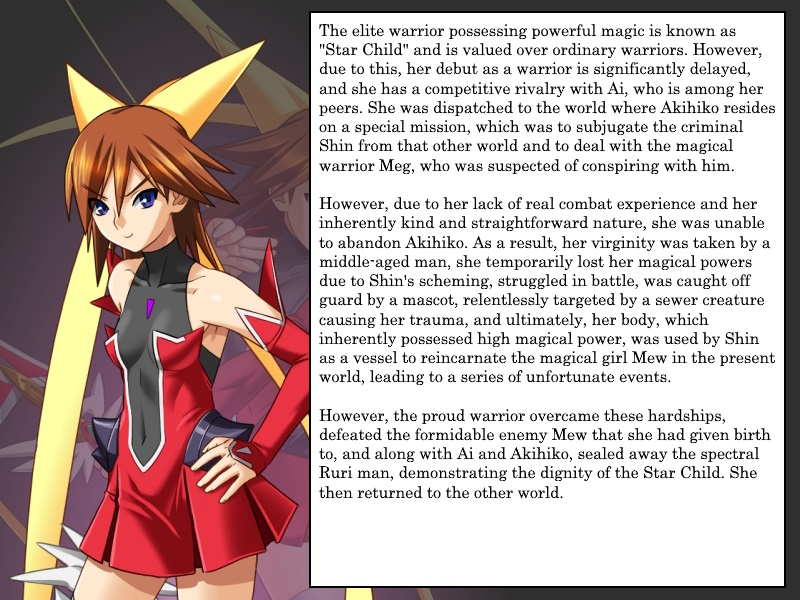 The elite warrior possessing powerful magic is known as
"Star Child" and is valued over ordinary warriors. However,
due to this, her debut as a warrior is significantly delayed,
and she has a competitive rivalry with Ai, who is among her
peers. She was dispatched to the world where Akihiko resides
on a special mission, which was to subjugate the criminal
Shin from that other world and to deal with the magical
warrior Meg, who was suspected of conspiring with him.

However, due to her lack of real combat experience and her
inherently kind and straightforward nature, she was unable
to abandon Akihiko. As a result, her virginity was taken by a
middle-aged man, she temporarily lost her magical powers
due to Shin's scheming, struggled in battle, was caught off
guard by a mascot, relentlessly targeted by a sewer creature
causing her trauma, and ultimately, her body, which
inherently possessed high magical power, was used by Shin
as a vessel to reincarnate the magical girl Mew in the present
world, leading to a series of unfortunate events.

However, the proud warrior overcame these hardships,
defeated the formidable enemy Mew that she had given birth
to, and along with Ai and Akihiko, sealed away the spectral
Ruri man, demonstrating the dignity of the Star Child. She
then returned to the other world.